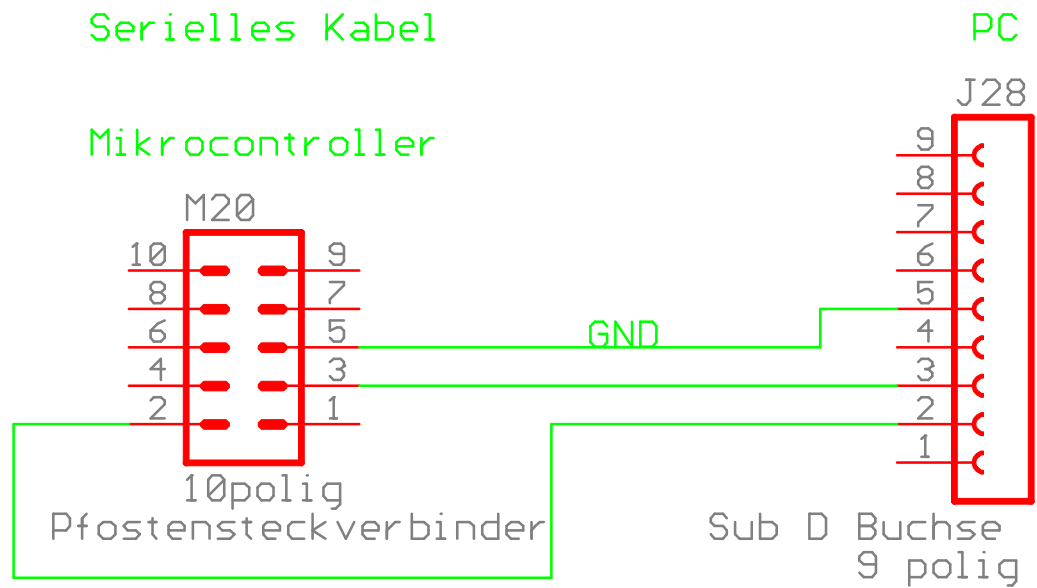 Serielles Kabel
PC
J28
Mikrocontroller
M20
10 9
8 7
6 5
4 3
2 1
GND
9
8
7
6
5
4
3
2
1
10polig
Pfostensteckverbinder
Sub D Buchse
9 polig